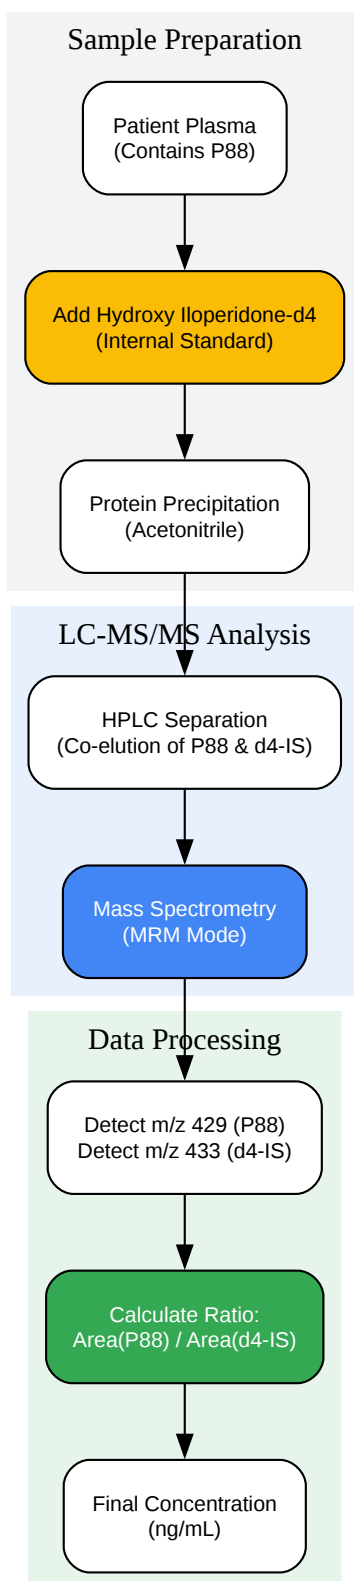 Sample Preparation
Patient Plasma
(Contains P88)
Add Hydroxy Iloperidone-d4
(Internal Standard)
Protein Precipitation
(Acetonitrile)
LC-MS/MS Analysis
HPLC Separation
(Co-elution of P88 & d4-IS)
Mass Spectrometry
(MRM Mode)
Data Processing
Detect m/z 429 (P88)
Detect m/z 433 (d4-IS)
Calculate Ratio:
Area(P88) / Area(d4-IS)
Final Concentration
(ng/mL)